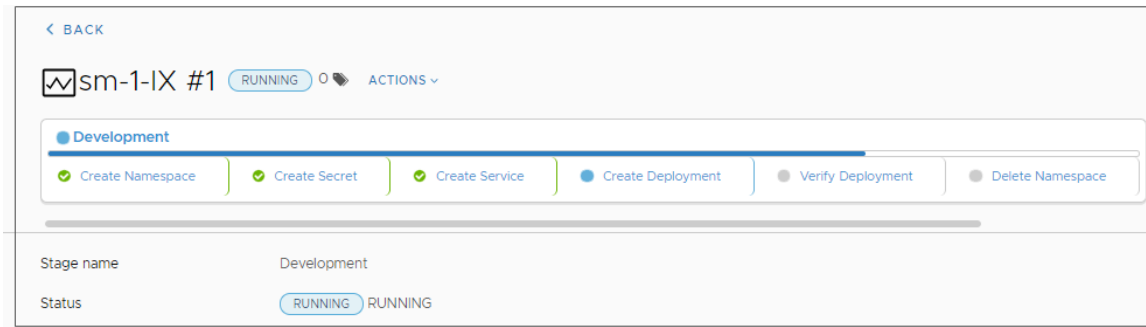 BACK
sm-1-IX #1 RUNNING 0 ACTIONS
Development
Create Namespace Create Secret Create Service Create Deployment Verify Deployment Delete Namespace
Stage name Development
Status RUNNING RUNNING